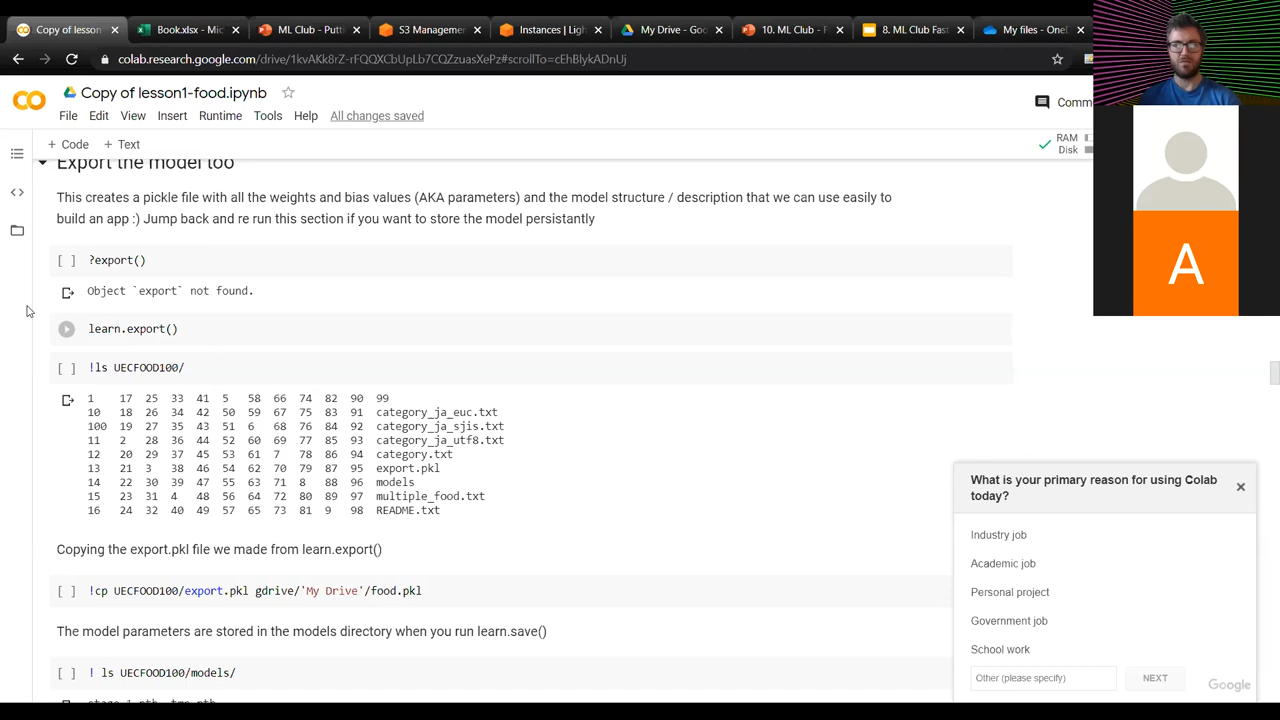 Copy of lesson
Book.xlsx - Mic
ML Club - Putti
S3 Managemen
Instances | Ligh
My Drive - Goo
10. ML Club - F
8. ML Club Fast
My files - OneD
colab.research.google.com/drive/1kvAKk8rZ-rFQQXCbUpLb7CQZzuasXePz#scrollTo=cEhBlykADnUj
Copy of lesson1-food.ipynb
Comm
File Edit View Insert Runtime Tools Help All changes saved
+ Code + Text
RAM
Disk
Export the model too
This creates a pickle file with all the weights and bias values (AKA parameters) and the model structure / description that we can use easily to
build an app :) Jump back and re run this section if you want to store the model persistantly
[ ] ?export()
Object `export` not found.
learn.export()
[ ] !ls UECFOOD100/
1 17 25 33 41 5 58 66 74 82 90 99
10 18 26 34 42 50 59 67 75 83 91 category_ja_euc.txt
100 19 27 35 43 51 6 68 76 84 92 category_ja_sjis.txt
11 2 28 36 44 52 60 69 77 85 93 category_ja_utf8.txt
12 20 29 37 45 53 61 7 78 86 94 category.txt
13 21 3 38 46 54 62 70 79 87 95 export.pkl
14 22 30 39 47 55 63 71 8 88 96 models
15 23 31 4 48 56 64 72 80 89 97 multiple_food.txt
16 24 32 40 49 57 65 73 81 9 98 README.txt
Copying the export.pkl file we made from learn.export()
[ ] !cp UECFOOD100/export.pkl gdrive/'My Drive'/food.pkl
The model parameters are stored in the models directory when you run learn.save()
[ ] ! ls UECFOOD100/models/
A
What is your primary reason for using Colab
today?
Industry job
Academic job
Personal project
Government job
School work
Other (please specify)
NEXT
Google